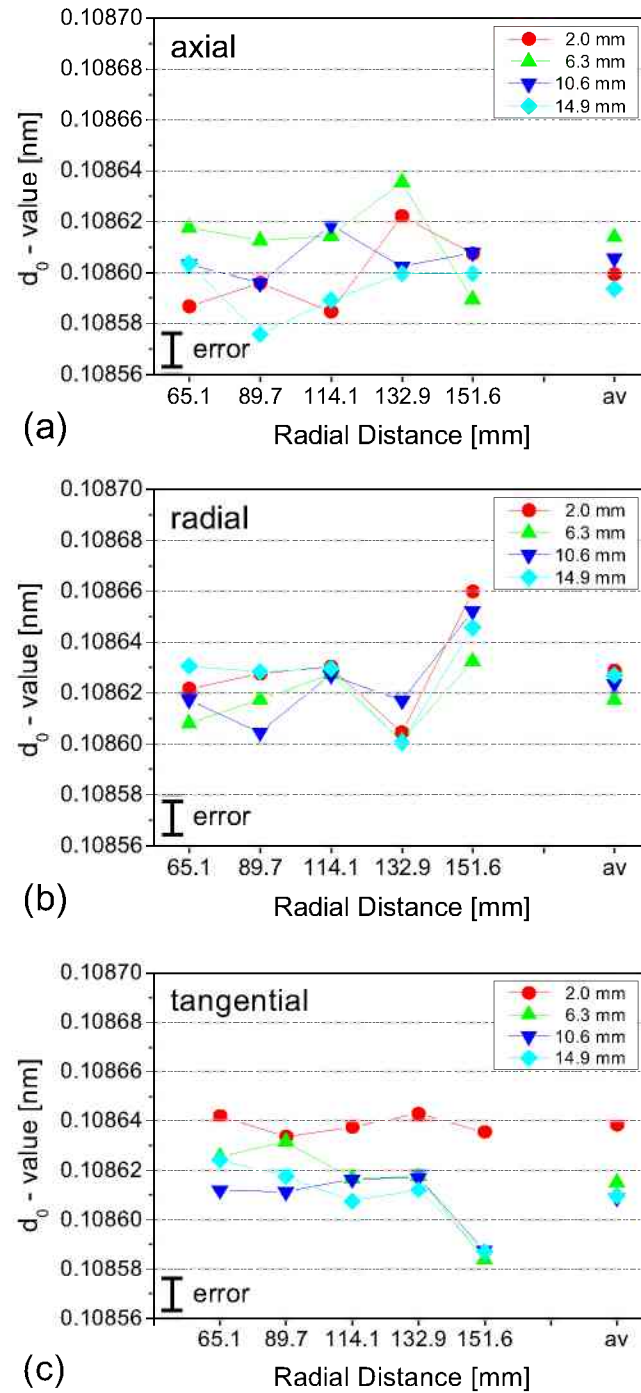 axial
2.0 mm
6.3 mm
10.6 mm
14.9 mm
d₀ - value [nm]
0.10870
0.10868
0.10866
0.10864
0.10862
0.10860
0.10858
0.10856
error
65.1 89.7 114.1 132.9 151.6 av
(a)
Radial Distance [mm]
radial
2.0 mm
6.3 mm
10.6 mm
14.9 mm
d₀ - value [nm]
0.10870
0.10868
0.10866
0.10864
0.10862
0.10860
0.10858
0.10856
error
65.1 89.7 114.1 132.9 151.6 av
(b)
Radial Distance [mm]
tangential
2.0 mm
6.3 mm
10.6 mm
14.9 mm
d₀ - value [nm]
0.10870
0.10868
0.10866
0.10864
0.10862
0.10860
0.10858
0.10856
error
65.1 89.7 114.1 132.9 151.6 av
(c)
Radial Distance [mm]